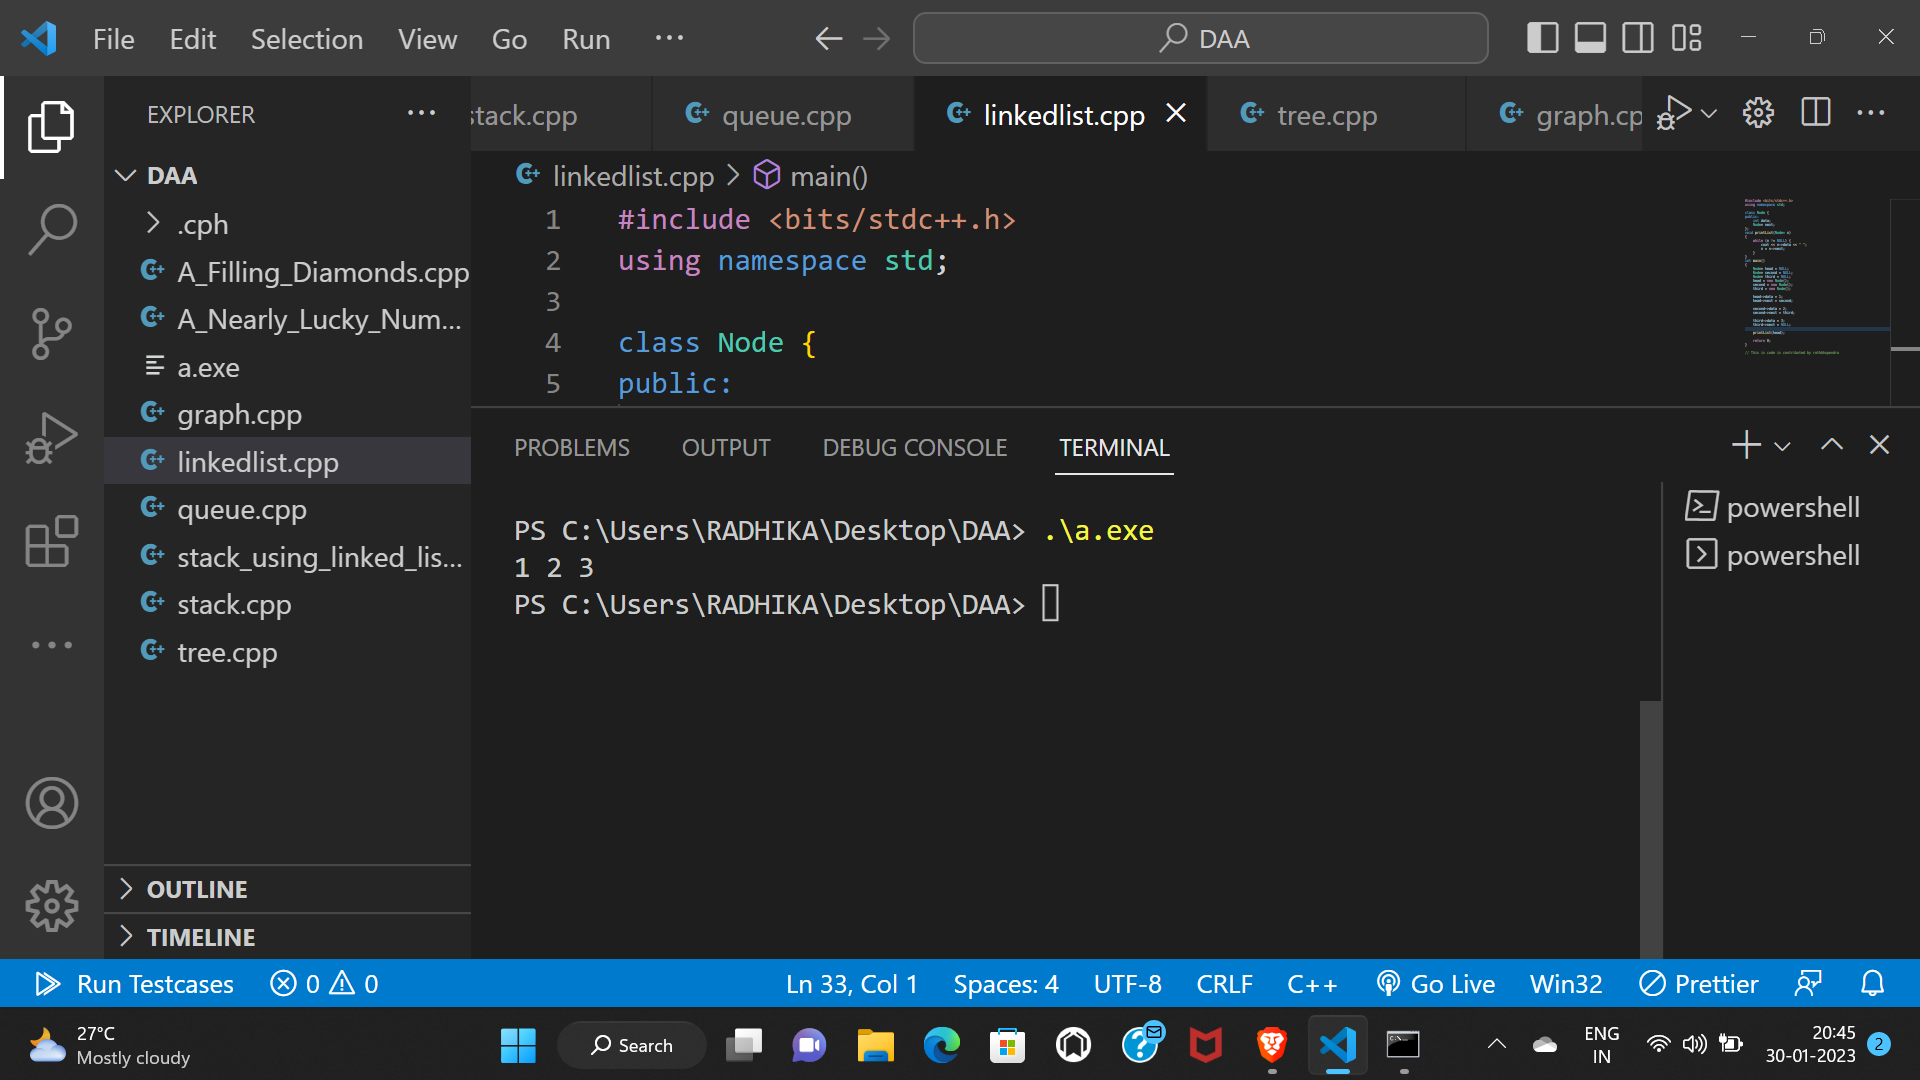 File Edit Selection View Go Run ... DAA
EXPLORER ...
stack.cpp queue.cpp linkedlist.cpp tree.cpp graph.cp
DAA
.cph
A_Filling_Diamonds.cpp
A_Nearly_Lucky_Num...
a.exe
graph.cpp
linkedlist.cpp
queue.cpp
stack_using_linked_lis...
stack.cpp
tree.cpp
OUTLINE
TIMELINE
linkedlist.cpp > main()
1 #include <bits/stdc++.h>
2 using namespace std;
3
4 class Node {
5 public:
PROBLEMS OUTPUT DEBUG CONSOLE TERMINAL
PS C:\Users\RADHIKA\Desktop\DAA> .\a.exe
1 2 3
PS C:\Users\RADHIKA\Desktop\DAA>
powershell
powershell
Run Testcases 0 0 Ln 33, Col 1 Spaces: 4 UTF-8 CRLF C++ Go Live Win32 Prettier
27°C
Mostly cloudy
Search
ENG
IN
20:45
30-01-2023
2